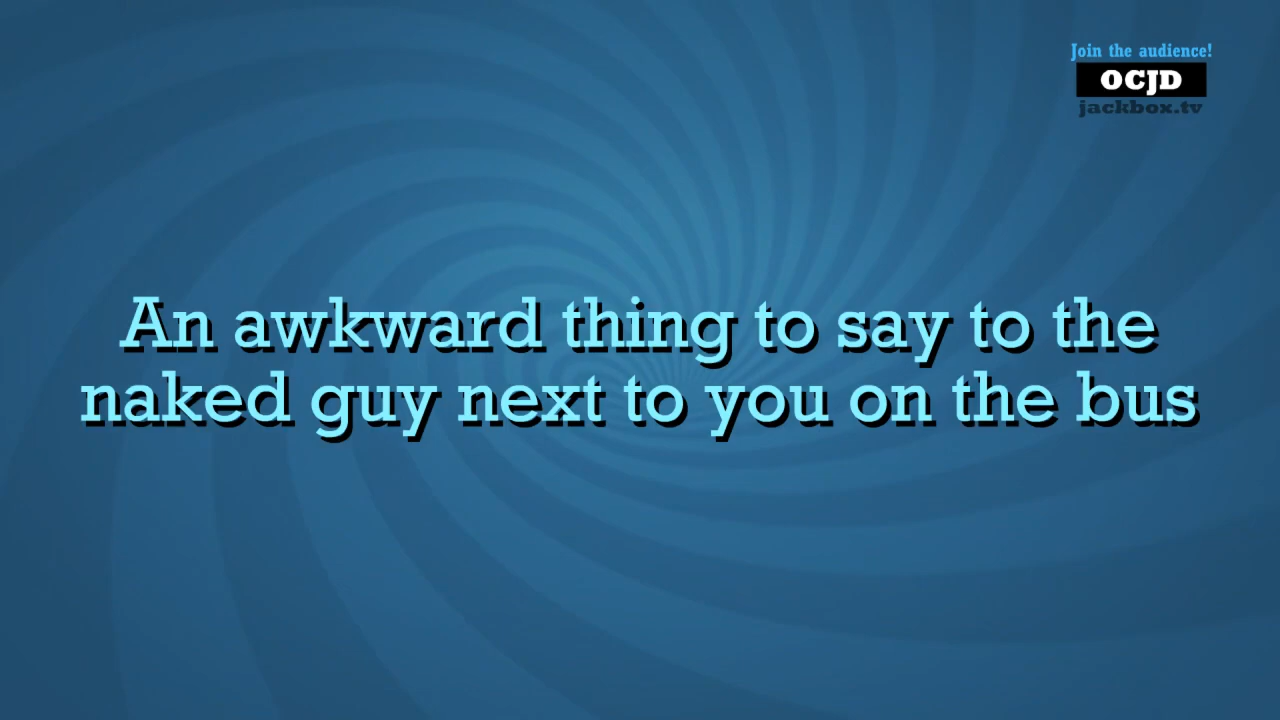 Join the audience!
OCJD
jackbox.tv
An awkward thing to say to the
naked guy next to you on the bus